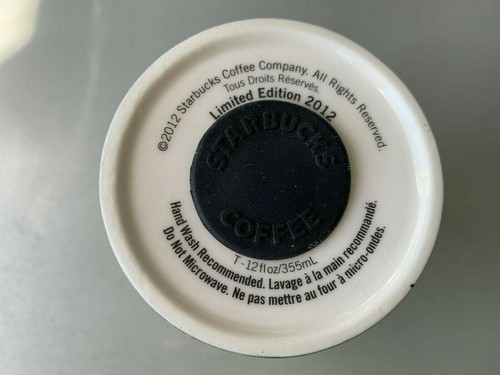 ©2012 Starbucks Coffee Company. All Rights Reserved.
Tous Droits Réservés.
Limited Edition 2012
STARBUCKS
COFFEE
T-12floz/355mL
Hand Wash Recommended. Lavage à la main recommandé.
Do Not Microwave. Ne pas mettre au four à micro-ondes.